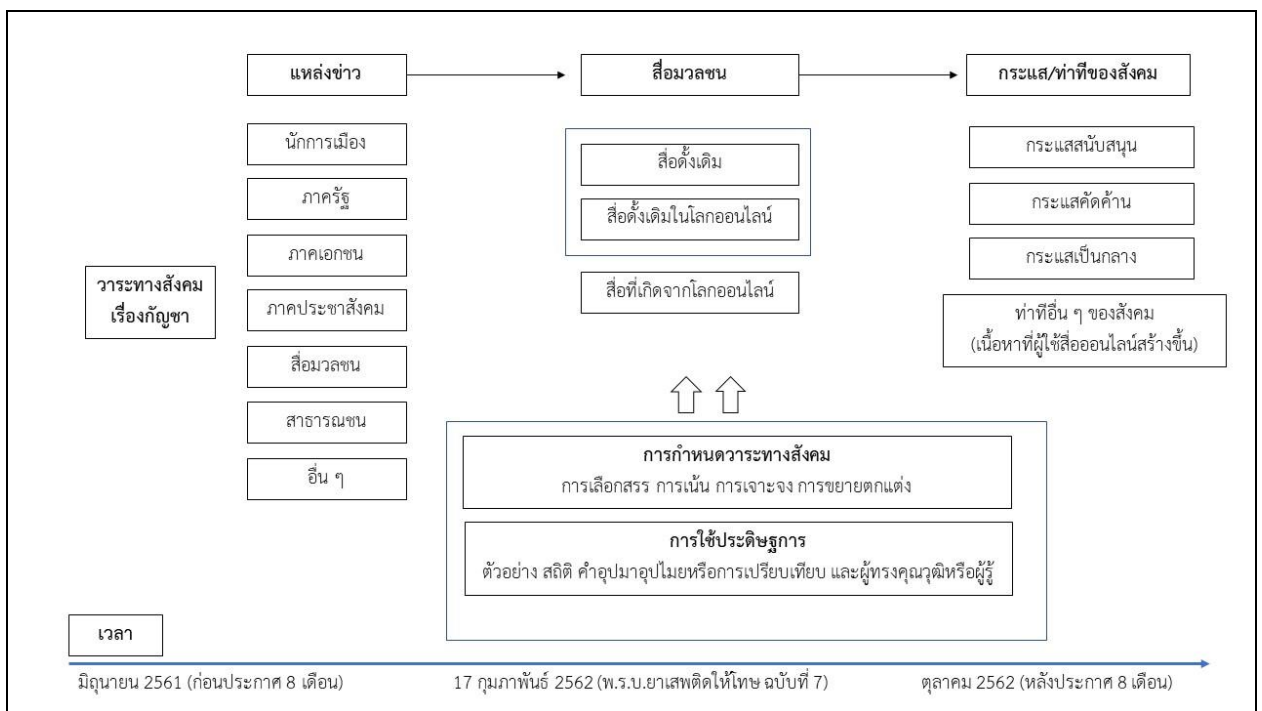 แหล่งข่าว
สื่อมวลชน
กระแส/ท่าทีของสังคม
วาระทางสังคม
เรื่องกัญชา
นักการเมือง
ภาครัฐ
ภาคเอกชน
ภาคประชาสังคม
สื่อมวลชน
สาธารณชน
อื่น ๆ
สื่อดั้งเดิม
สื่อดั้งเดิมในโลกออนไลน์
สื่อที่เกิดจากโลกออนไลน์
กระแสสนับสนุน
กระแสคัดค้าน
กระแสเป็นกลาง
ท่าทีอื่น ๆ ของสังคม
(เนื้อหาที่ผู้ใช้สื่อออนไลน์สร้างขึ้น)
การกำหนดวาระทางสังคม
การเลือกสรร การเน้น การเจาะจง การขยายตกแต่ง
การใช้ประดิษฐการ
ตัวอย่าง สถิติ คำอุปมาอุปไมยหรือการเปรียบเทียบ และผู้ทรงคุณวุฒิหรือผู้รู้
เวลา
มิถุนายน 2561 (ก่อนประกาศ 8 เดือน)
17 กุมภาพันธ์ 2562 (พ.ร.บ.ยาเสพติดให้โทษ ฉบับที่ 7)
ตุลาคม 2562 (หลังประกาศ 8 เดือน)